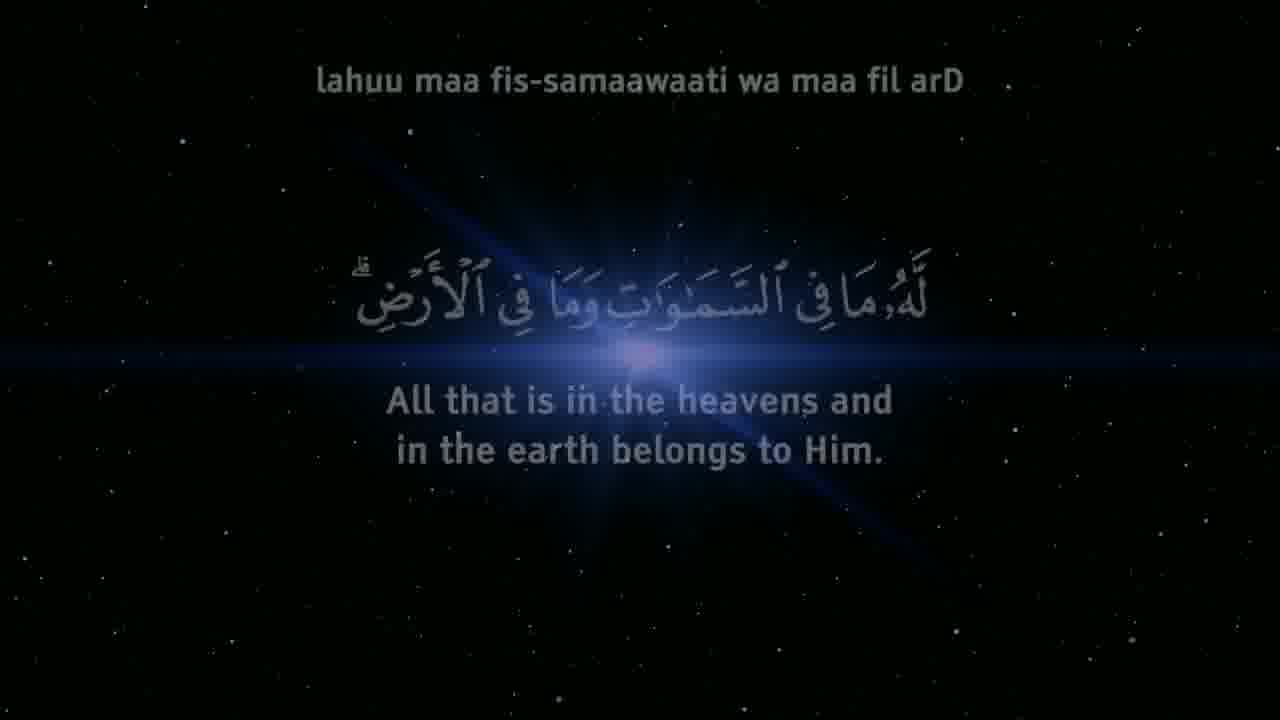 lahuu maa fis-samaawaati wa maa fil arD
لَّهُۥ مَا فِى ٱلسَّمَـٰوَٰتِ وَمَا فِى ٱلْأَرْضِ ۗ
All that is in the heavens and
in the earth belongs to Him.